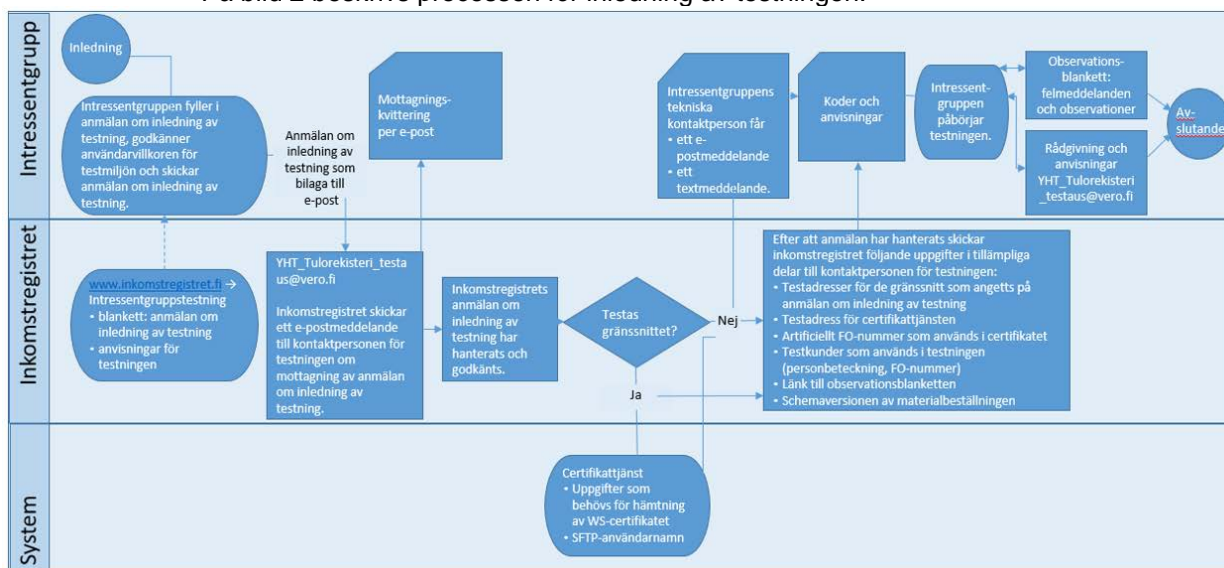 På bild 2 beskrivs processen för inledning av testningen.
Intressentgrupp
Inledning
Intressentgruppen fyller i
anmälan om inledning av
testning, godkänner
användarvillkoren för
testmiljön och skickar
anmälan om inledning av
testning.
Anmälan om
inledning av
testning som
bilaga till
e-post
Mottagnings-
kvittering
per e-post
Intressentgruppens
tekniska
kontaktperson får
• ett e-
postmeddelande
• ett
textmeddelande.
Koder och
anvisningar
Intressent-
gruppen
påbörjar
testningen.
Observations-
blankett:
felmeddelanden
och observationer
Rådgivning och
anvisningar
YHT_Tulorekisteri
_testaus@vero.fi
Av-
slutande
Inkomstregistret
www.inkomstregistret.fi →
Intressentgruppstestning
• blankett: anmälan om
inledning av testning
• anvisningar för
testningen
YHT_Tulorekisteri_testa
us@vero.fi
Inkomstregistret skickar
ett e-postmeddelande
till kontaktpersonen för
testningen om
mottagning av anmälan
om inledning av
testning.
Inkomstregistrets
anmälan om
inledning av
testning har
hanterats och
godkänts.
Testas
gränssnittet?
Nej
Ja
Efter att anmälan har hanterats skickar
inkomstregistret följande uppgifter i tillämpliga
delar till kontaktpersonen för testningen:
• Testadresser för de gränssnitt som angetts på
anmälan om inledning av testning
• Testadress för certifikattjänsten
• Artificiellt FO-nummer som används i certifikatet
• Testkunder som används i testningen
(personbeteckning, FO-nummer)
• Länk till observationsblanketten
• Schemaversionen av materialbeställningen
System
Certifikattjänst
• Uppgifter som
behövs för hämtning
av WS-certifikatet
• SFTP-användarnamn